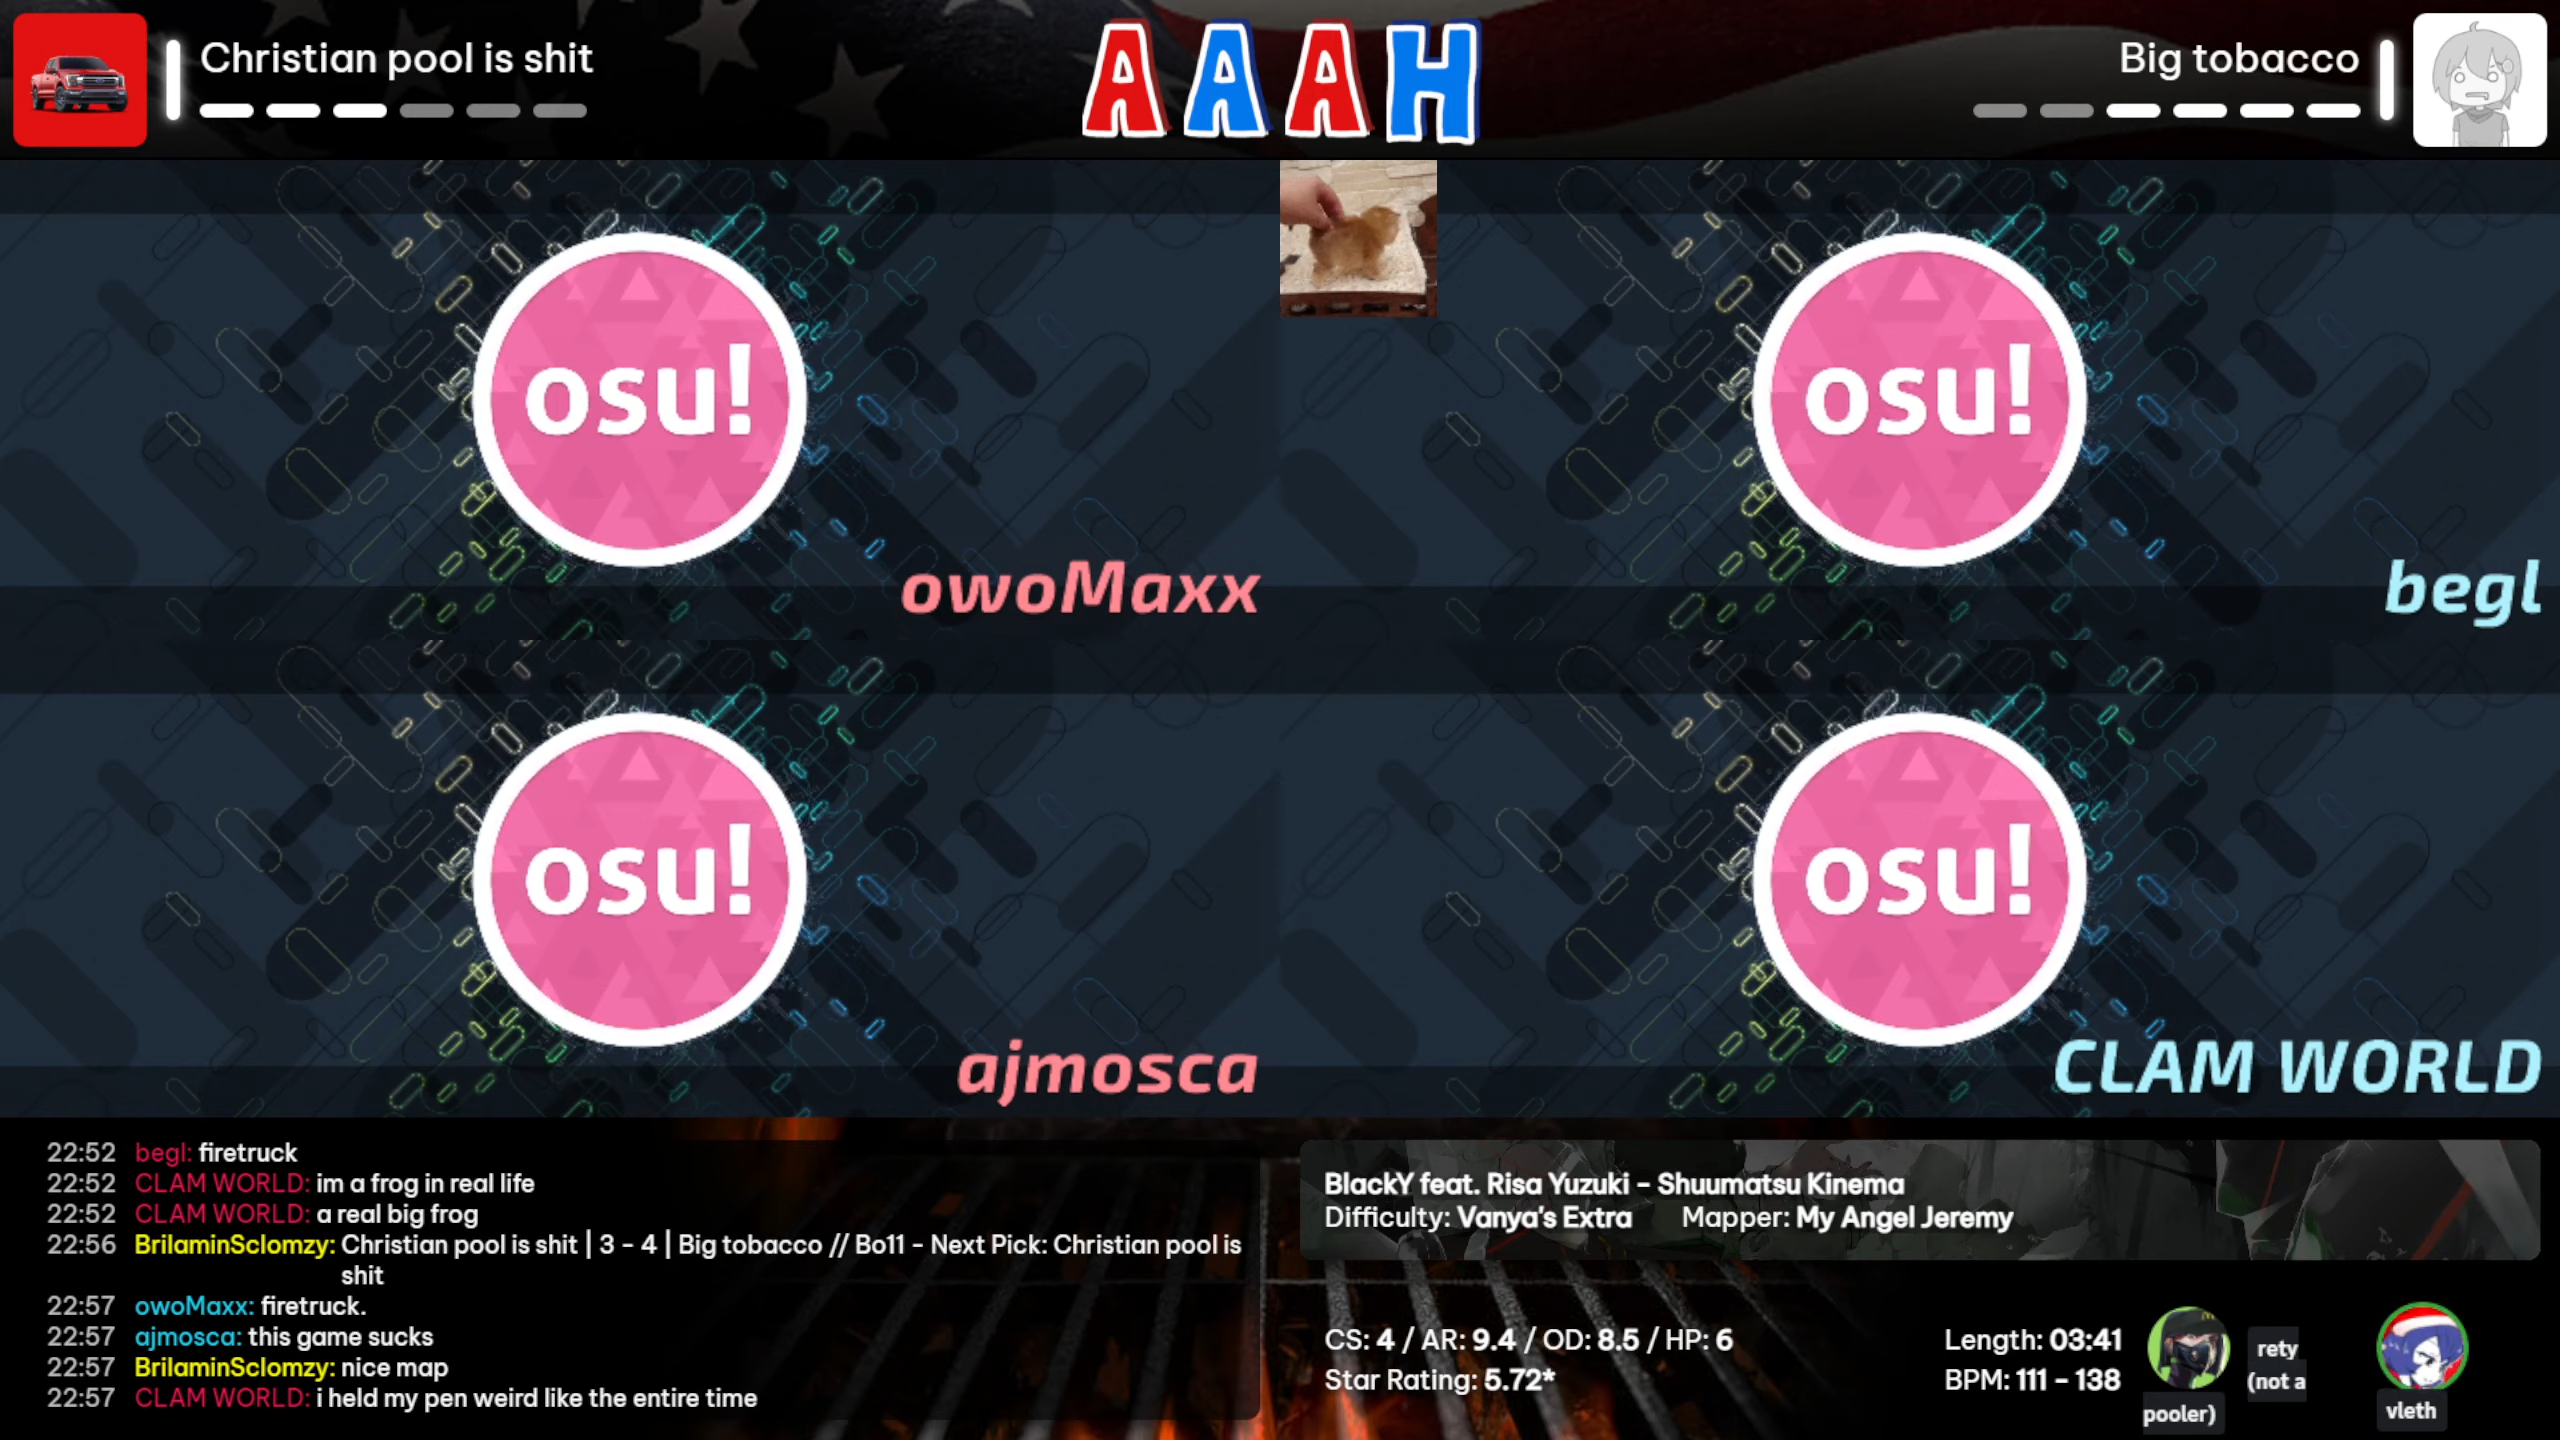 Christian pool is shit
AAAH
Big tobacco
osu!
owoMaxx
osu!
begl
osu!
ajmosca
osu!
CLAM WORLD
22:52 begl: firetruck
22:52 CLAM WORLD: im a frog in real life
22:52 CLAM WORLD: a real big frog
22:56 BrilaminSclomzy: Christian pool is shit | 3 - 4 | Big tobacco // Bo11 - Next Pick: Christian pool is
shit
22:57 owoMaxx: firetruck.
22:57 ajmosca: this game sucks
22:57 BrilaminSclomzy: nice map
22:57 CLAM WORLD: i held my pen weird like the entire time
BlackY feat. Risa Yuzuki - Shuumatsu Kinema
Difficulty: Vanya's Extra Mapper: My Angel Jeremy
CS: 4 / AR: 9.4 / OD: 8.5 / HP: 6
Star Rating: 5.72*
Length: 03:41
BPM: 111 - 138
rety
(not a
pooler)
vleth